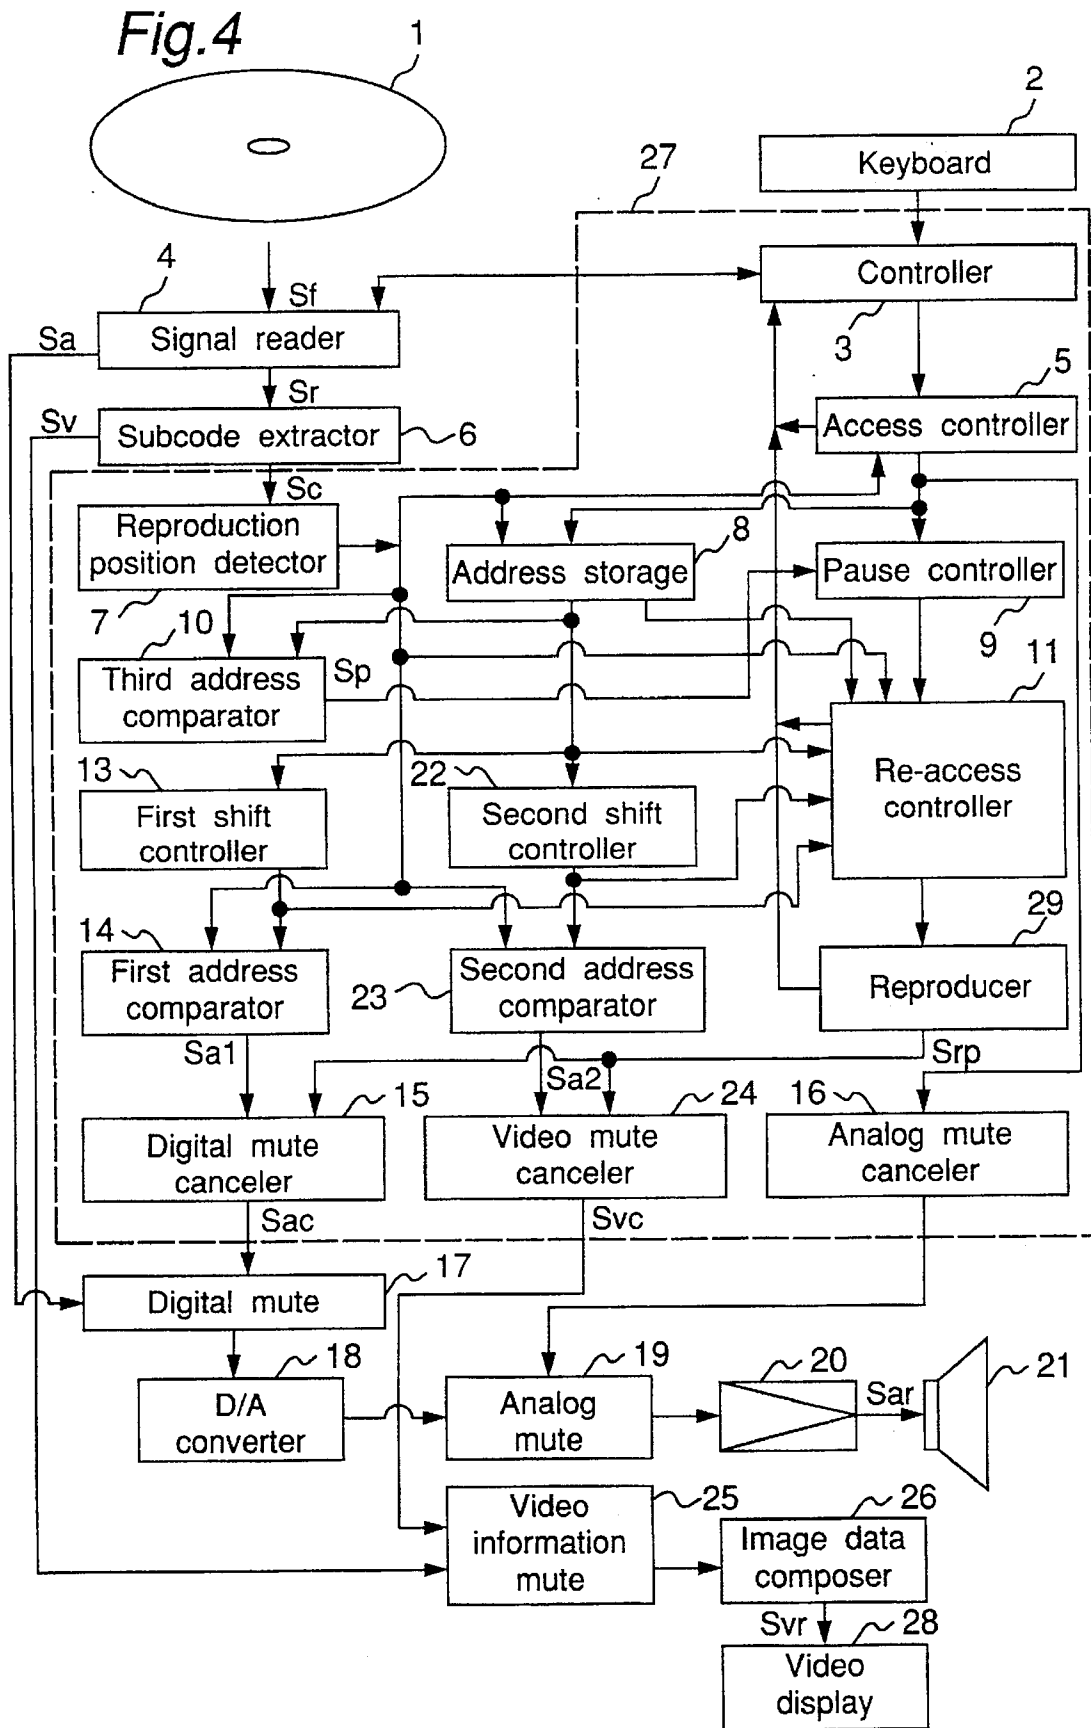 Fig.4
1
2
Keyboard
27
4
Sf
Controller
3
Sa
Signal reader
5
Sr
Sv
Subcode extractor
6
Access controller
Sc
Reproduction
position detector
7
8
Address storage
Pause controller
9
10
Third address
comparator
Sp
11
Re-access
controller
13
First shift
controller
22
Second shift
controller
14
First address
comparator
23
Second address
comparator
29
Reproducer
Sa1
Sa2
Srp
15
Digital mute
canceler
24
Video mute
canceler
16
Analog mute
canceler
Sac
Svc
17
Digital mute
18
D/A
converter
19
Analog
mute
20
Sar
21
25
Video
information
mute
26
Image data
composer
Svr
28
Video
display